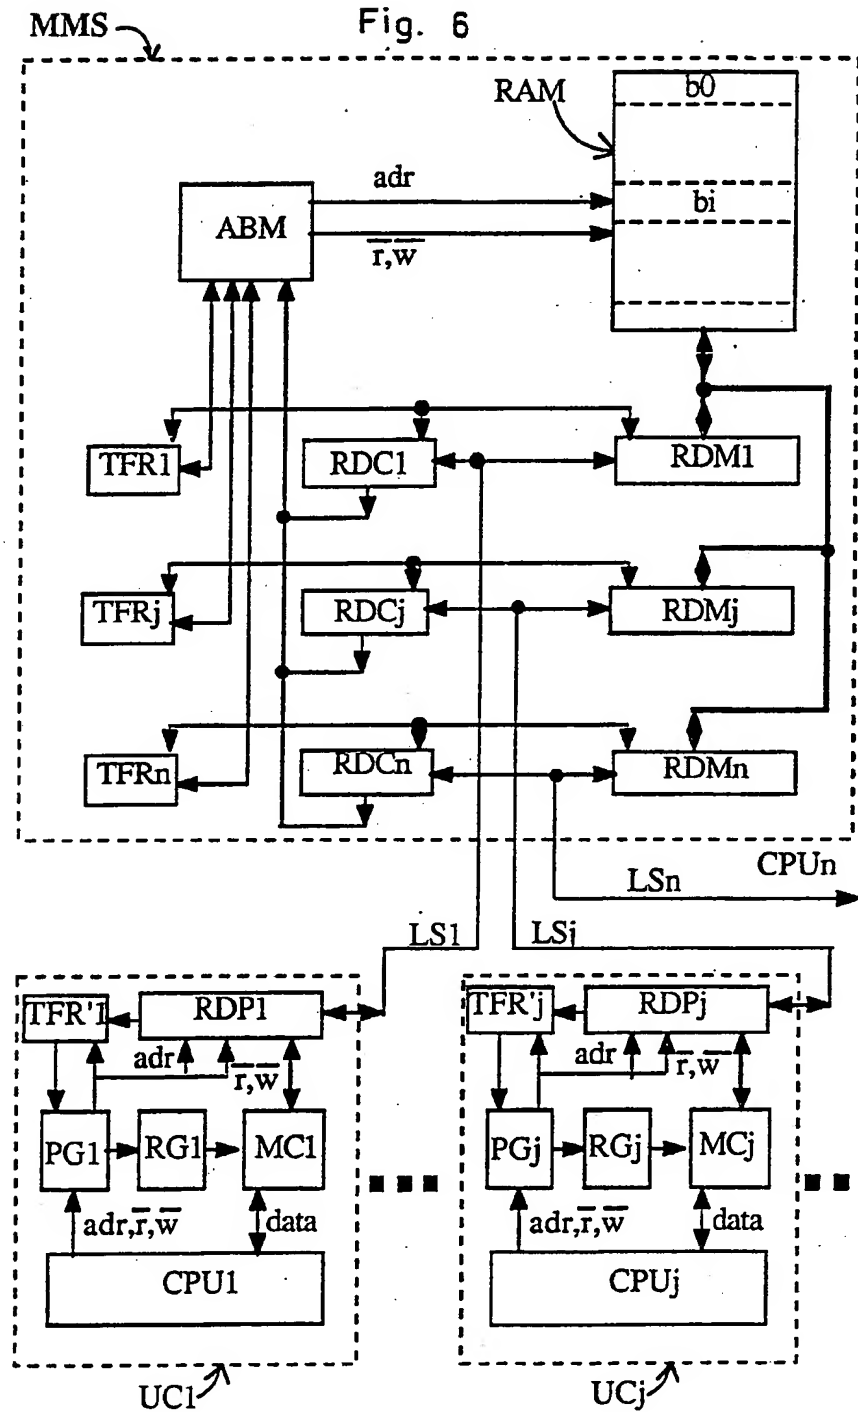 MMS
Fig. 6
RAM
b0
adr
bi
ABM
r̅,w̅
TFR1
RDC1
RDM1
TFRj
RDCj
RDMj
TFRn
RDCn
RDMn
CPUn
LSn
LS1
LSj
TFR'1
RDP1
adr
r̅,w̅
PG1
RG1
MC1
adr,r̅,w̅
data
CPU1
UC1
TFR'j
RDPj
adr
r̅,w̅
PGj
RGj
MCj
adr,r̅,w̅
data
CPUj
UCj